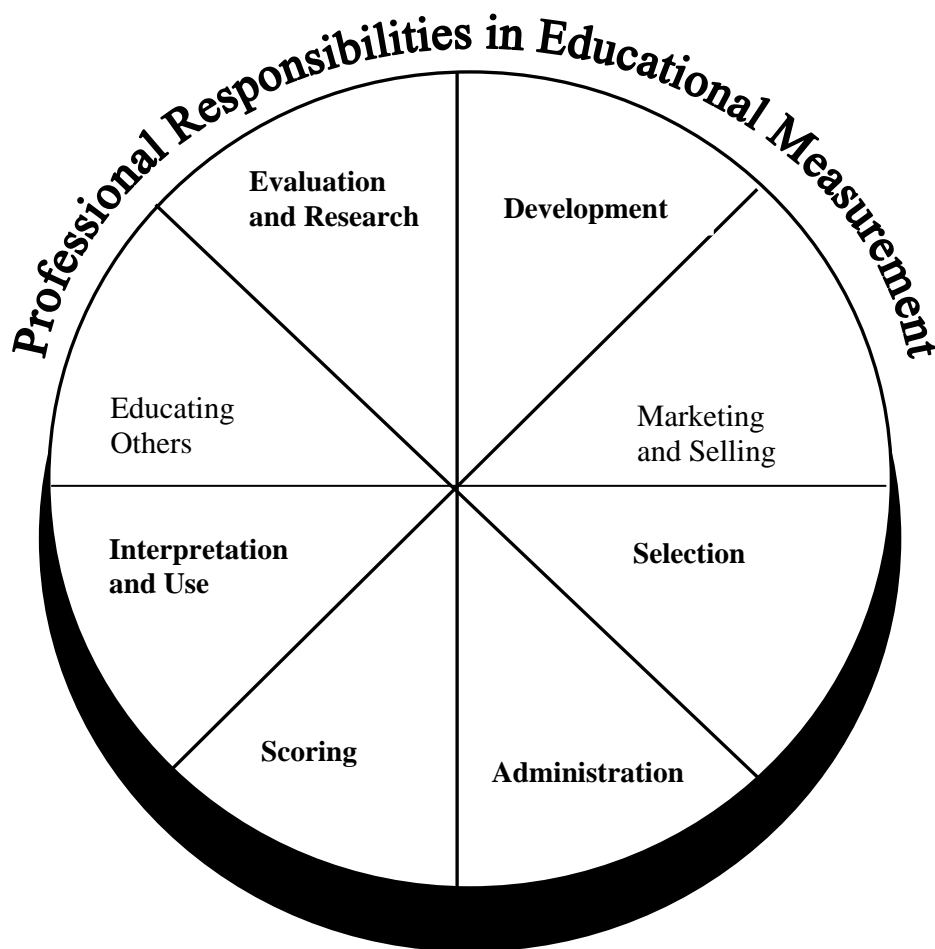 Professional Responsibilities in Educational Measurement
Evaluation
and Research
Development
Educating
Others
Marketing
and Selling
Interpretation
and Use
Selection
Scoring
Administration